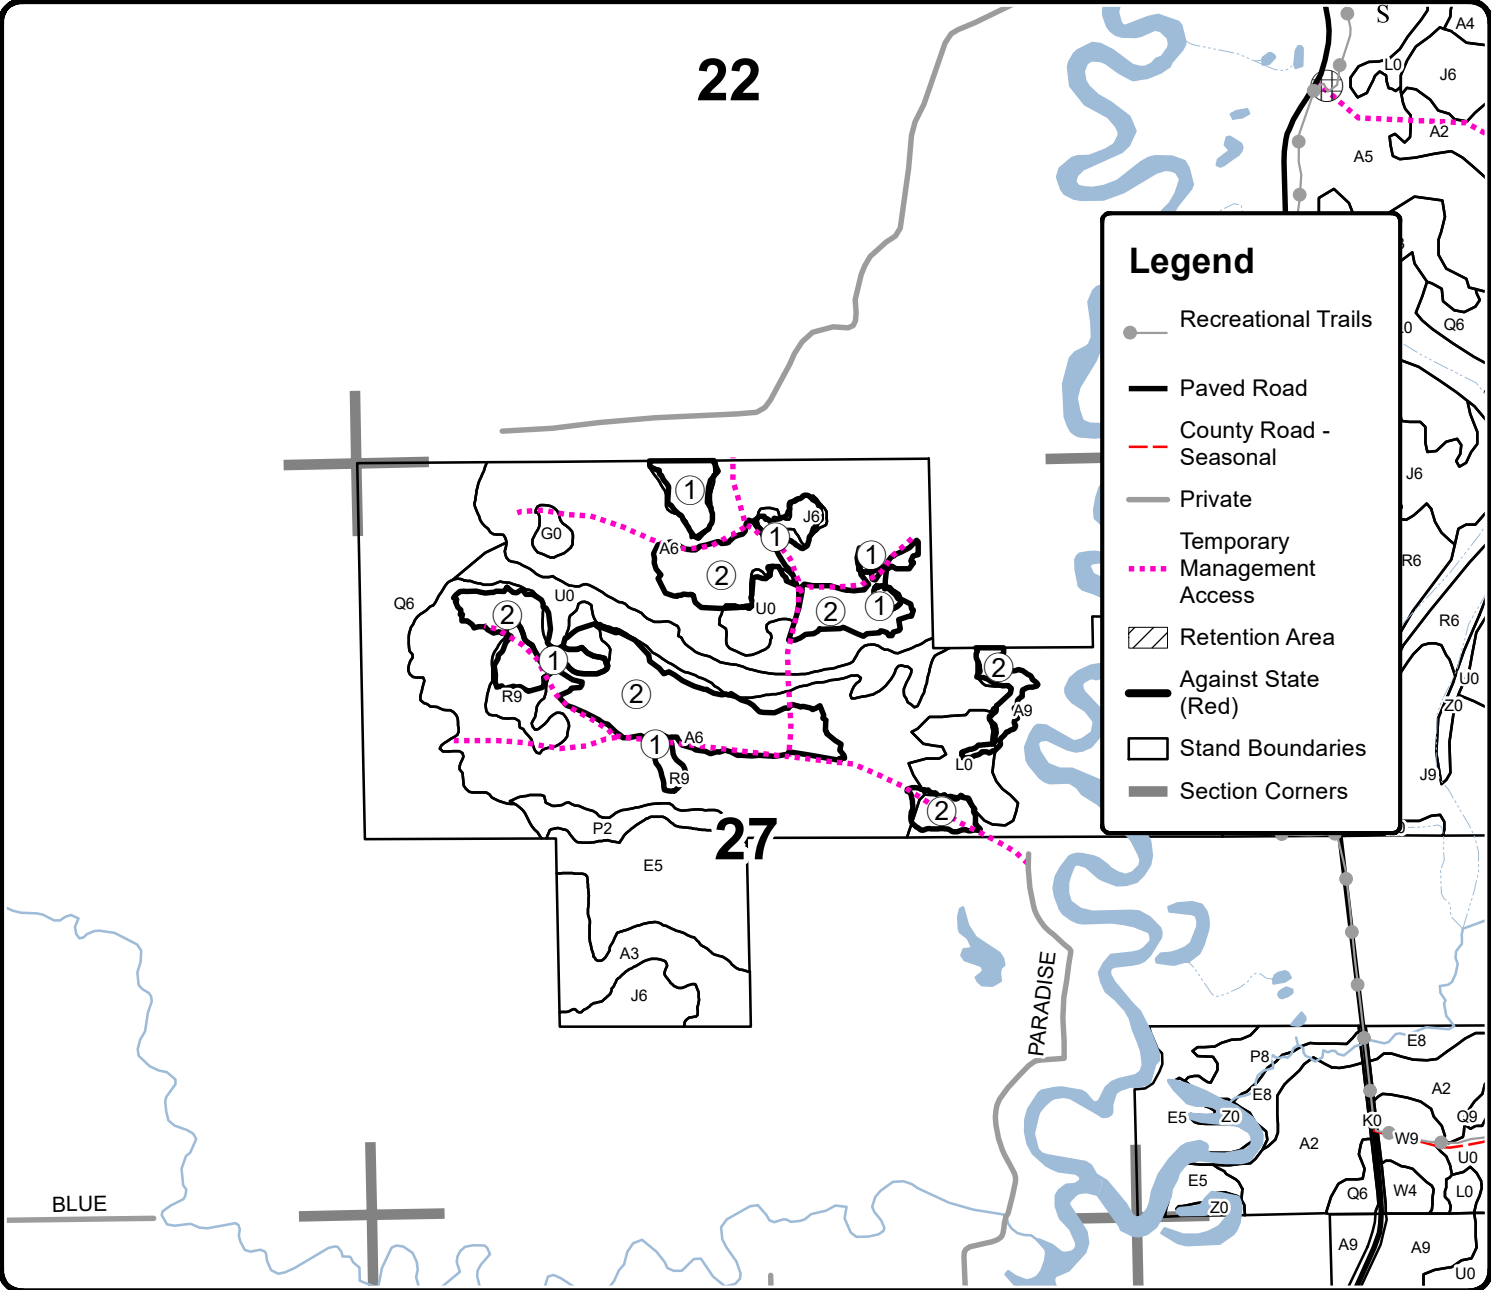 S
A4
22
L0
J6
A2
A5
Legend
Recreational Trails
Q6
Paved Road
County Road -
Seasonal
J6
1
Private
J6
G0
1
A6
1
Temporary
Management
Access
R6
2
U0
Q6
2
U0
2
1
R6
Retention Area
1
2
2
U0
R9
Against State
(Red)
A9
Z0
1
A6
Stand Boundaries
L0
R9
J9
Section Corners
2
P2
27
E5
A3
J6
PARADISE
E8
P8
A2
E8
E5
Z0
Q9
K0
W9
A2
U0
E5
Q6
W4
L0
BLUE
Z0
A9
A9
U0